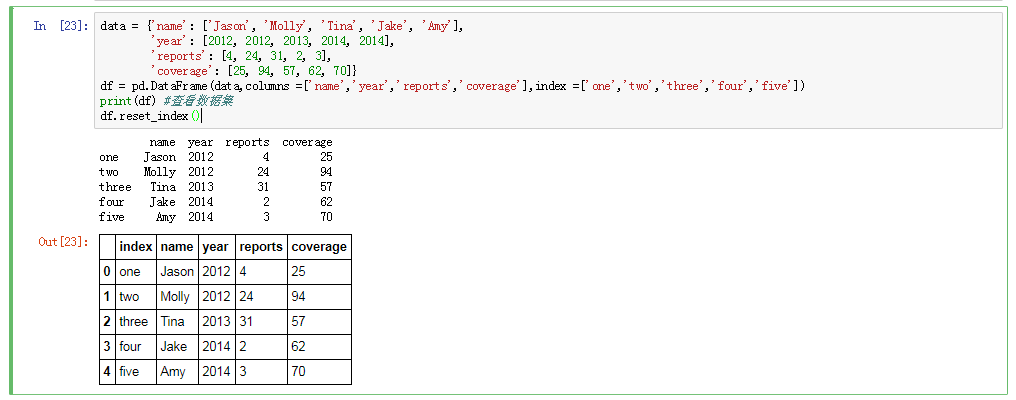 In [23]: data = {'name': ['Jason', 'Molly', 'Tina', 'Jake', 'Amy'],
'year': [2012, 2012, 2013, 2014, 2014],
'reports': [4, 24, 31, 2, 3],
'coverage': [25, 94, 57, 62, 70]}
df = pd.DataFrame(data,columns =['name','year','reports','coverage'],index =['one','two','three','four','five'])
print(df) #查看数据集
df.reset_index()
name year reports coverage
one Jason 2012 4 25
two Molly 2012 24 94
three Tina 2013 31 57
four Jake 2014 2 62
five Amy 2014 3 70
Out[23]:
index name year reports coverage
0 one Jason 2012 4 25
1 two Molly 2012 24 94
2 three Tina 2013 31 57
3 four Jake 2014 2 62
4 five Amy 2014 3 70